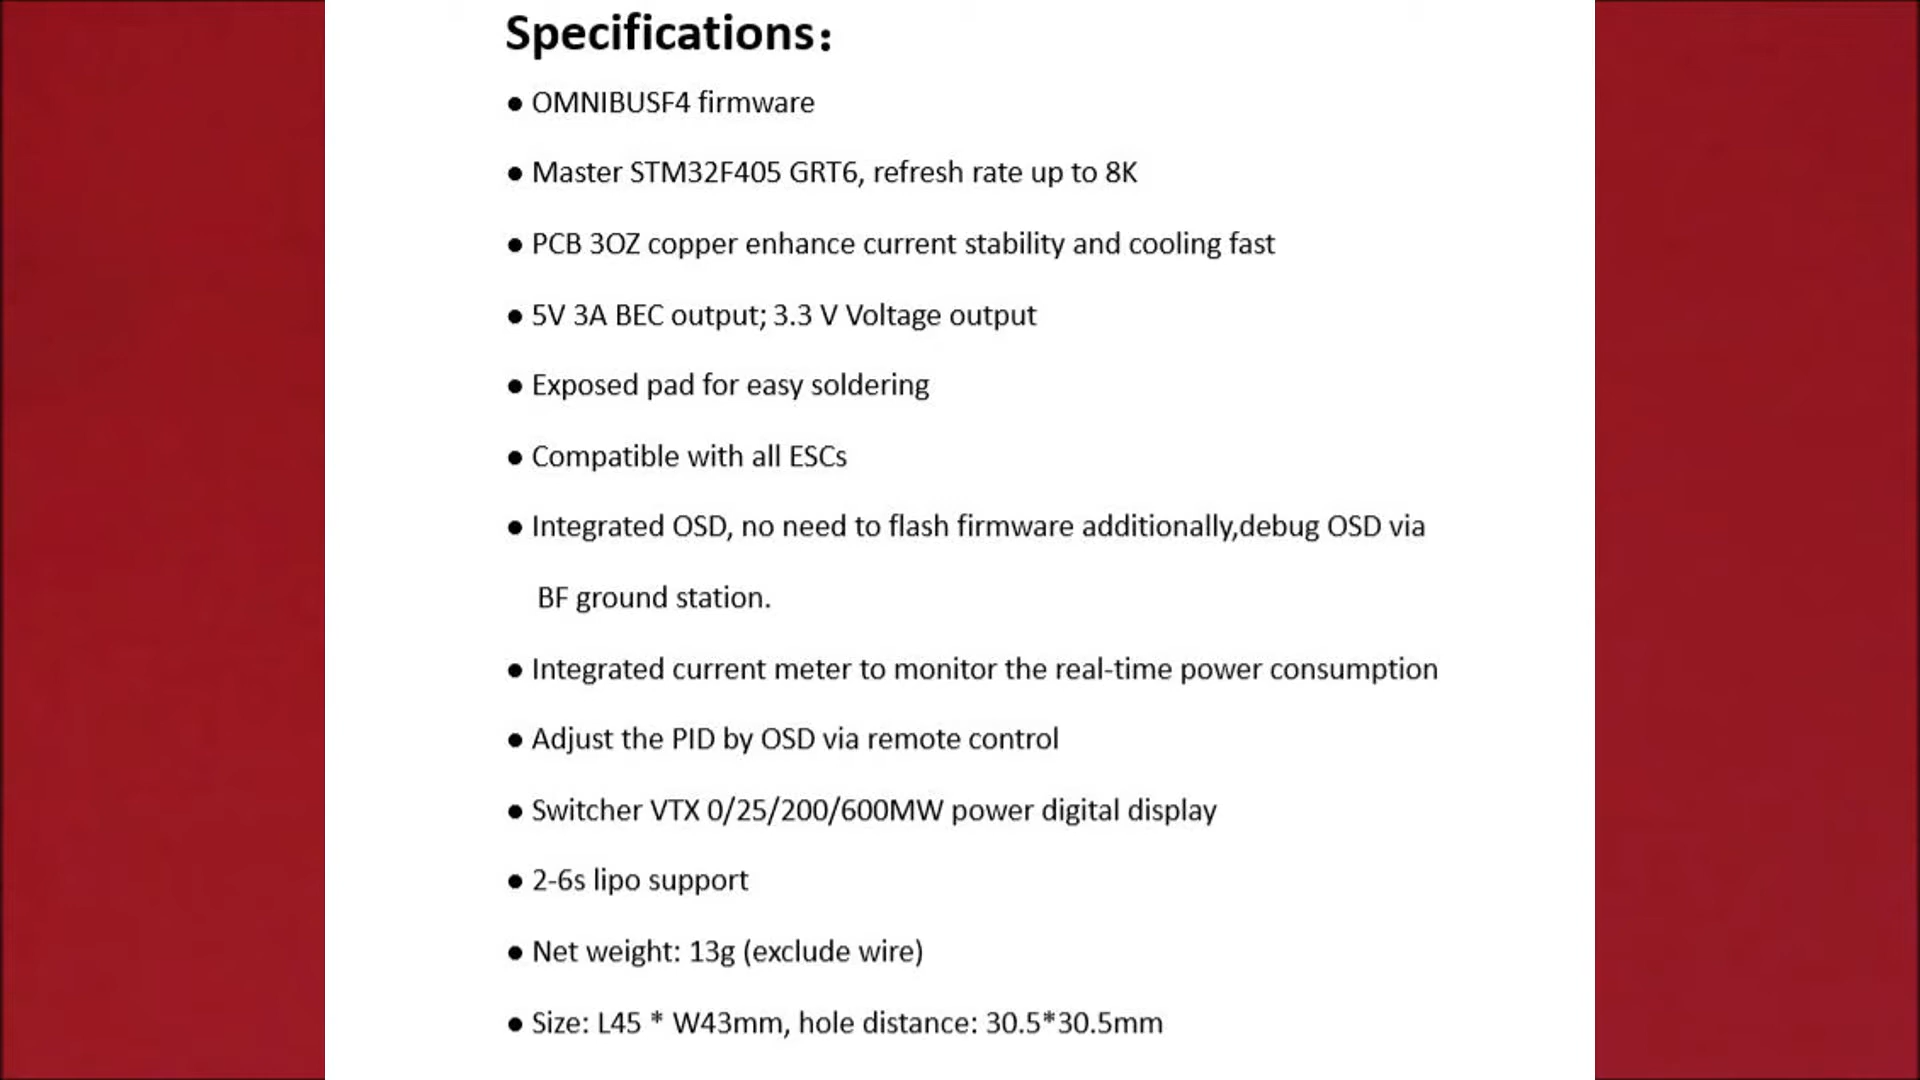 Specifications：
● OMNIBUSF4 firmware
● Master STM32F405 GRT6, refresh rate up to 8K
● PCB 3OZ copper enhance current stability and cooling fast
● 5V 3A BEC output; 3.3 V Voltage output
● Exposed pad for easy soldering
● Compatible with all ESCs
● Integrated OSD, no need to flash firmware additionally,debug OSD via
BF ground station.
● Integrated current meter to monitor the real-time power consumption
● Adjust the PID by OSD via remote control
● Switcher VTX 0/25/200/600MW power digital display
● 2-6s lipo support
● Net weight: 13g (exclude wire)
● Size: L45 * W43mm, hole distance: 30.5*30.5mm